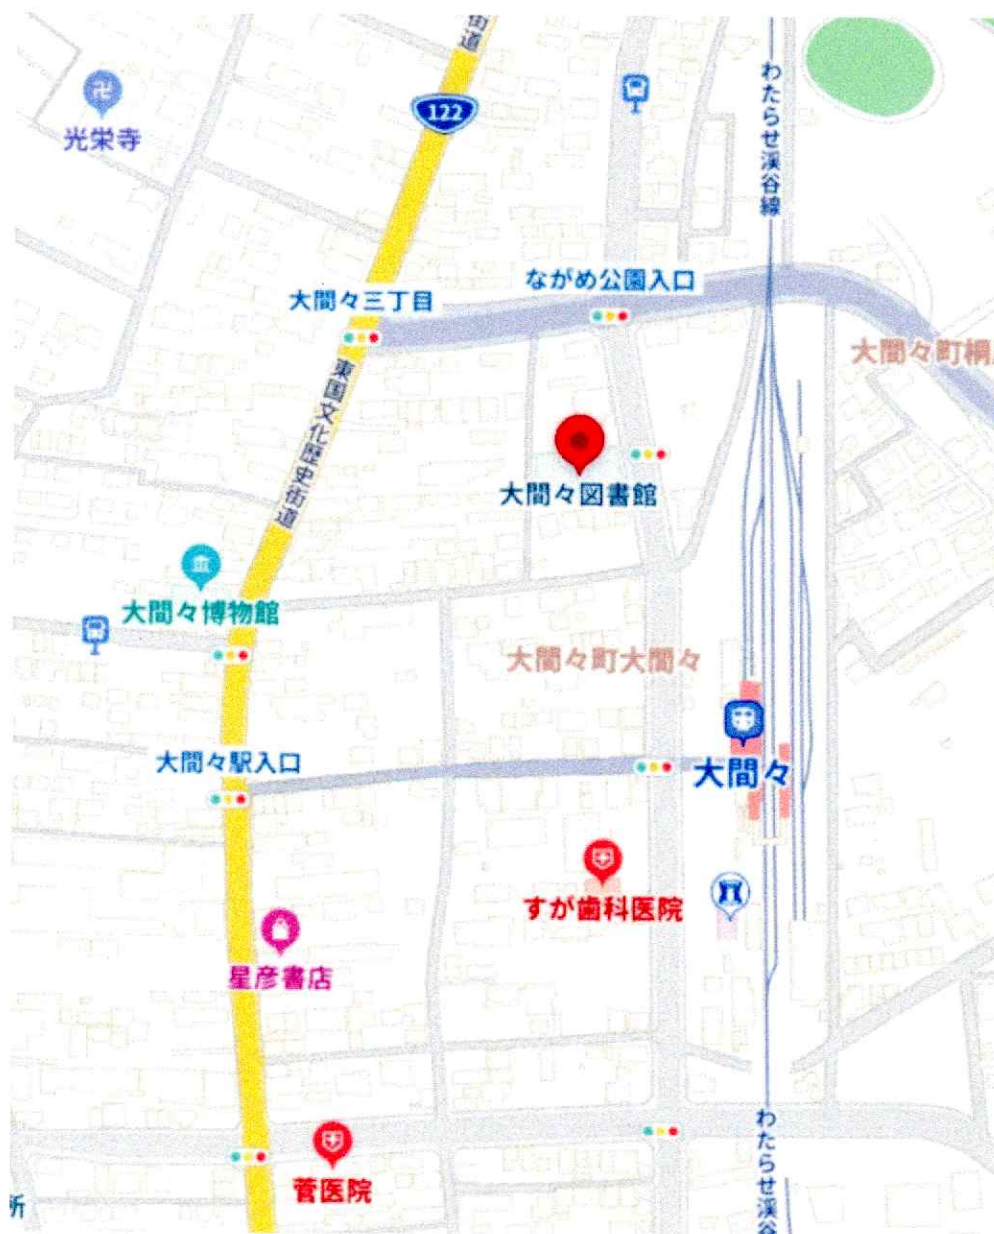 街道
わたらせ渓谷線
122
光栄寺
ながめ公園入口
大間々三丁目
大間々町桐
東国文化歴史街道
大間々図書館
大間々博物館
大間々町大間々
大間々駅入口
大間々
すが歯科医院
星彦書店
わたらせ渓谷
菅医院
所